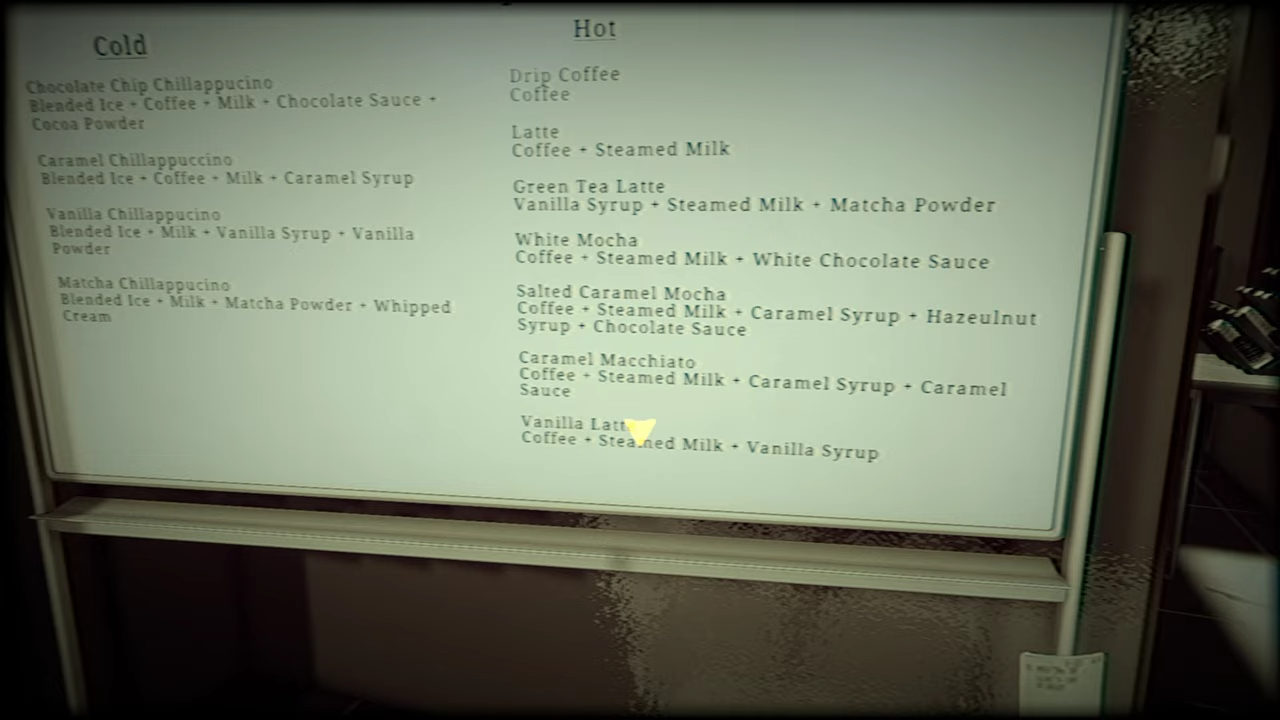 Cold
Chocolate Chip Chillappucino
Blended Ice + Coffee + Milk + Chocolate Sauce +
Cocoa Powder
Caramel Chillappuccino
Blended Ice + Coffee + Milk + Caramel Syrup
Vanilla Chillappucino
Blended Ice + Milk + Vanilla Syrup + Vanilla
Powder
Matcha Chillappucino
Blended Ice + Milk + Matcha Powder + Whipped
Cream
Hot
Drip Coffee
Coffee
Latte
Coffee + Steamed Milk
Green Tea Latte
Vanilla Syrup + Steamed Milk + Matcha Powder
White Mocha
Coffee + Steamed Milk + White Chocolate Sauce
Salted Caramel Mocha
Coffee + Steamed Milk + Caramel Syrup + Hazeulnut
Syrup + Chocolate Sauce
Caramel Macchiato
Coffee + Steamed Milk + Caramel Syrup + Caramel
Sauce
Vanilla Latte
Coffee + Steamed Milk + Vanilla Syrup